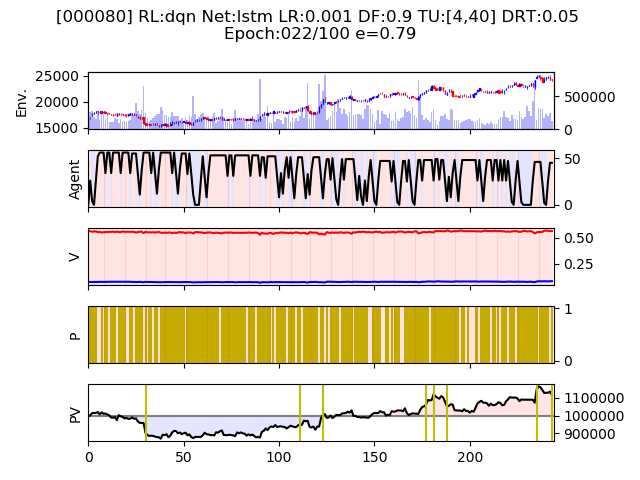 [000080] RL:dqn Net:lstm LR:0.001 DF:0.9 TU:[4,40] DRT:0.05
Epoch:022/100 e=0.79
Env.
25000
20000
15000
500000
0
Agent
50
0
V
0.50
0.25
P
1
0
PV
1100000
1000000
900000
0 50 100 150 200